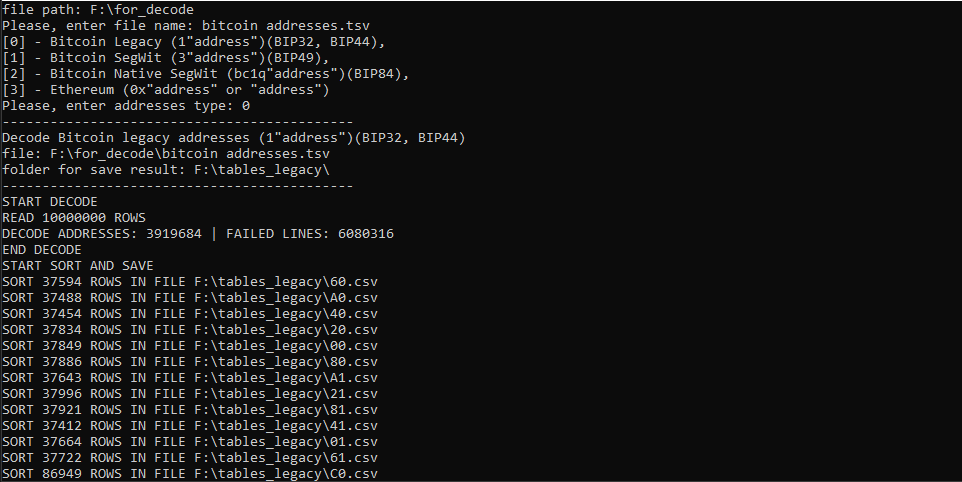 file path: F:\for_decode
Please, enter file name: bitcoin addresses.tsv
[0] - Bitcoin Legacy (1"address")(BIP32, BIP44),
[1] - Bitcoin SegWit (3"address")(BIP49),
[2] - Bitcoin Native SegWit (bc1q"address")(BIP84),
[3] - Ethereum (0x"address" or "address")
Please, enter addresses type: 0
--------------------------------------------
Decode Bitcoin legacy addresses (1"address")(BIP32, BIP44)
file: F:\for_decode\bitcoin addresses.tsv
folder for save result: F:\tables_legacy\
--------------------------------------------
START DECODE
READ 10000000 ROWS
DECODE ADDRESSES: 3919684 | FAILED LINES: 6080316
END DECODE
START SORT AND SAVE
SORT 37594 ROWS IN FILE F:\tables_legacy\60.csv
SORT 37488 ROWS IN FILE F:\tables_legacy\A0.csv
SORT 37454 ROWS IN FILE F:\tables_legacy\40.csv
SORT 37834 ROWS IN FILE F:\tables_legacy\20.csv
SORT 37849 ROWS IN FILE F:\tables_legacy\00.csv
SORT 37886 ROWS IN FILE F:\tables_legacy\80.csv
SORT 37643 ROWS IN FILE F:\tables_legacy\A1.csv
SORT 37996 ROWS IN FILE F:\tables_legacy\21.csv
SORT 37921 ROWS IN FILE F:\tables_legacy\81.csv
SORT 37412 ROWS IN FILE F:\tables_legacy\41.csv
SORT 37664 ROWS IN FILE F:\tables_legacy\01.csv
SORT 37722 ROWS IN FILE F:\tables_legacy\61.csv
SORT 86949 ROWS IN FILE F:\tables_legacy\C0.csv